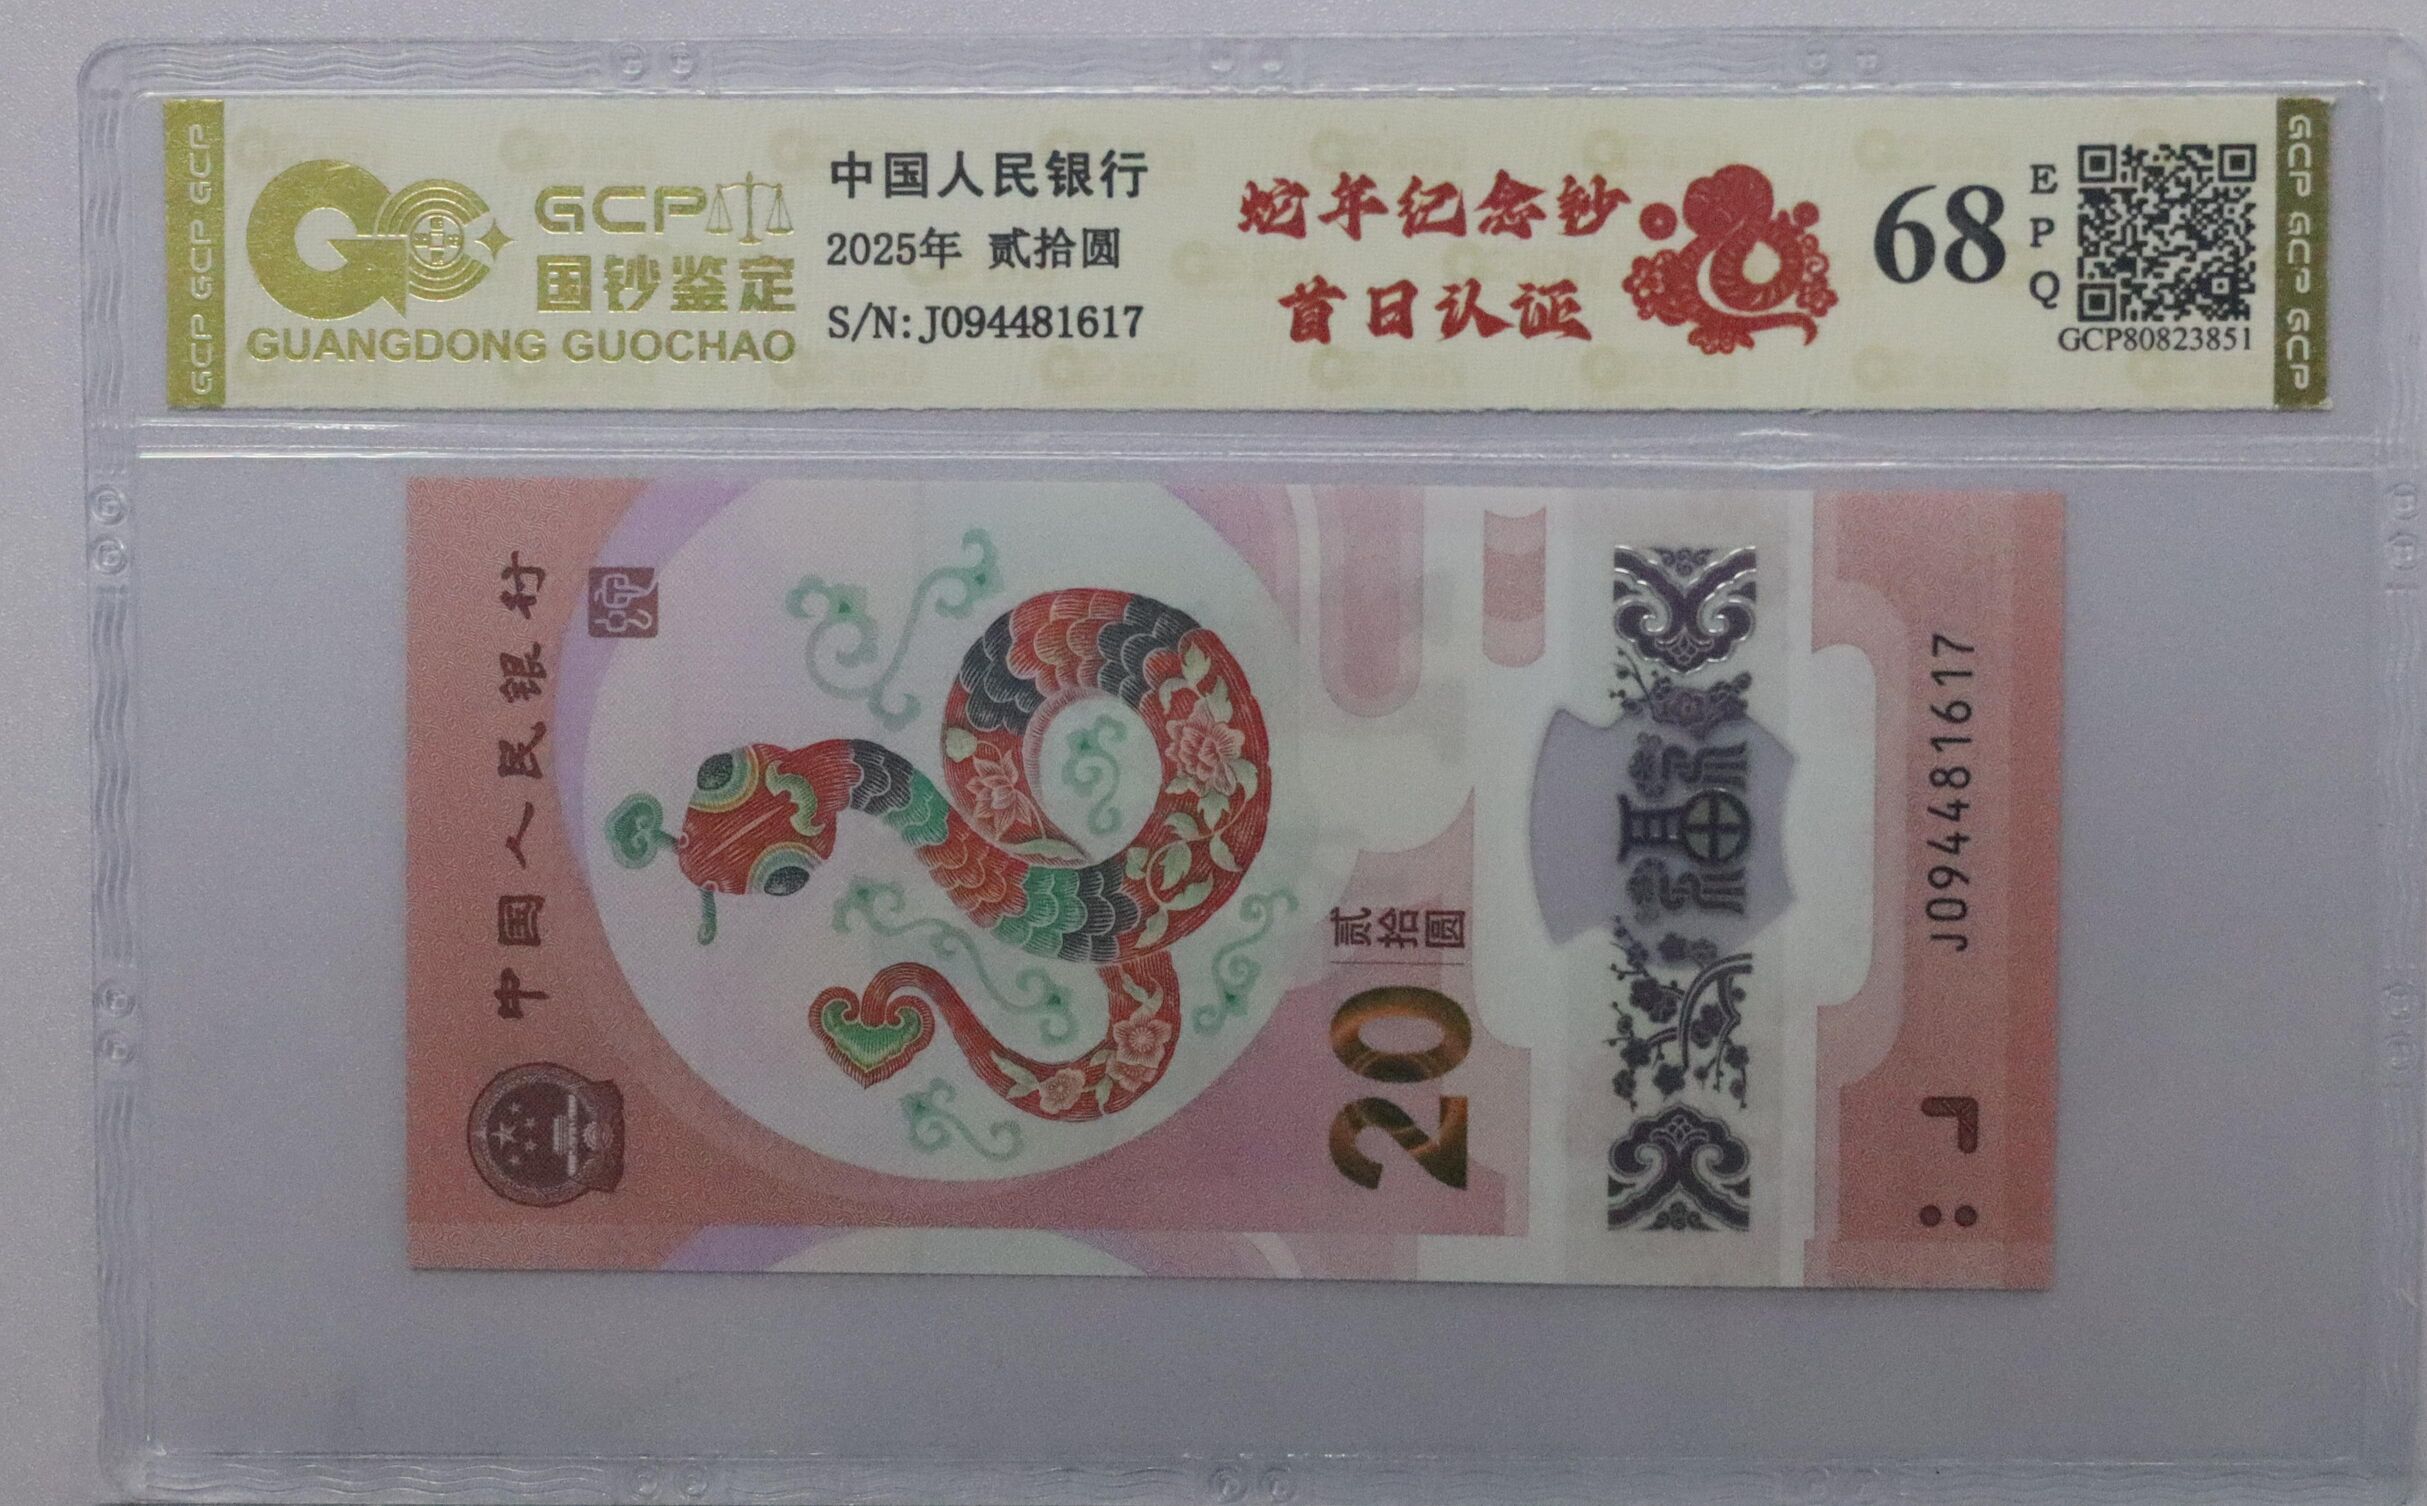 GCP GCP GCP
GCP
国钞鉴定
GUANGDONG GUOCHAO
中国人民银行
2025年 贰拾圆
S/N: J094481617
蛇年纪念钞
首日认证
68
EPQ
GCP80823851
GCP GCP GCP
中国人民银行
20
贰拾圆
福
J094481617